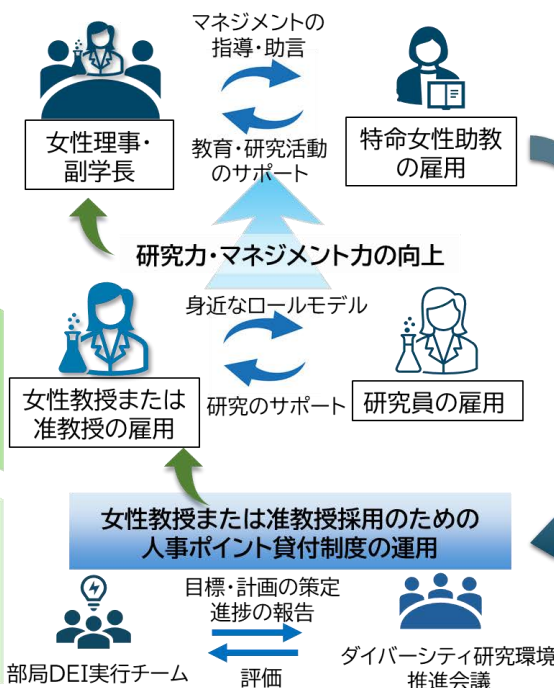 マネジメントの
指導・助言
女性理事・
副学長
教育・研究活動
のサポート
特命女性助教
の雇用
研究力・マネジメント力の向上
身近なロールモデル
女性教授または
准教授の雇用
研究のサポート
研究員の雇用
女性教授または准教授採用のための
人事ポイント貸付制度の運用
目標・計画の策定
進捗の報告
部局DEI実行チーム
評価
ダイバーシティ研究環境
推進会議